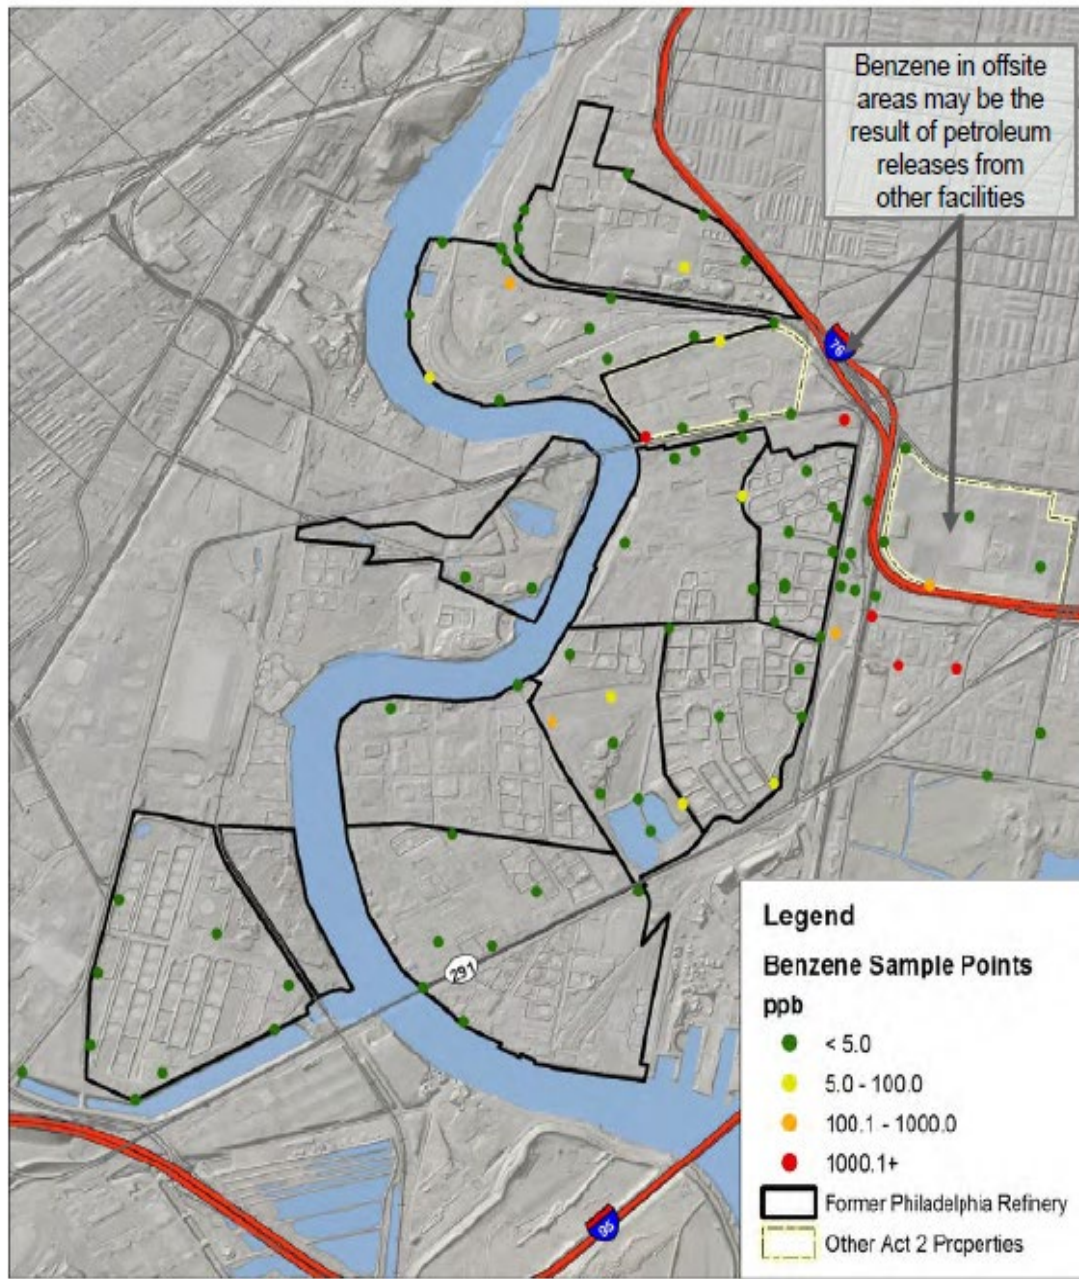 Benzene in offsite
areas may be the
result of petroleum
releases from
other facilities
76
291
95
Legend
Benzene Sample Points
ppb
< 5.0
5.0 - 100.0
100.1 - 1000.0
1000.1+
Former Philadelphia Refinery
Other Act 2 Properties